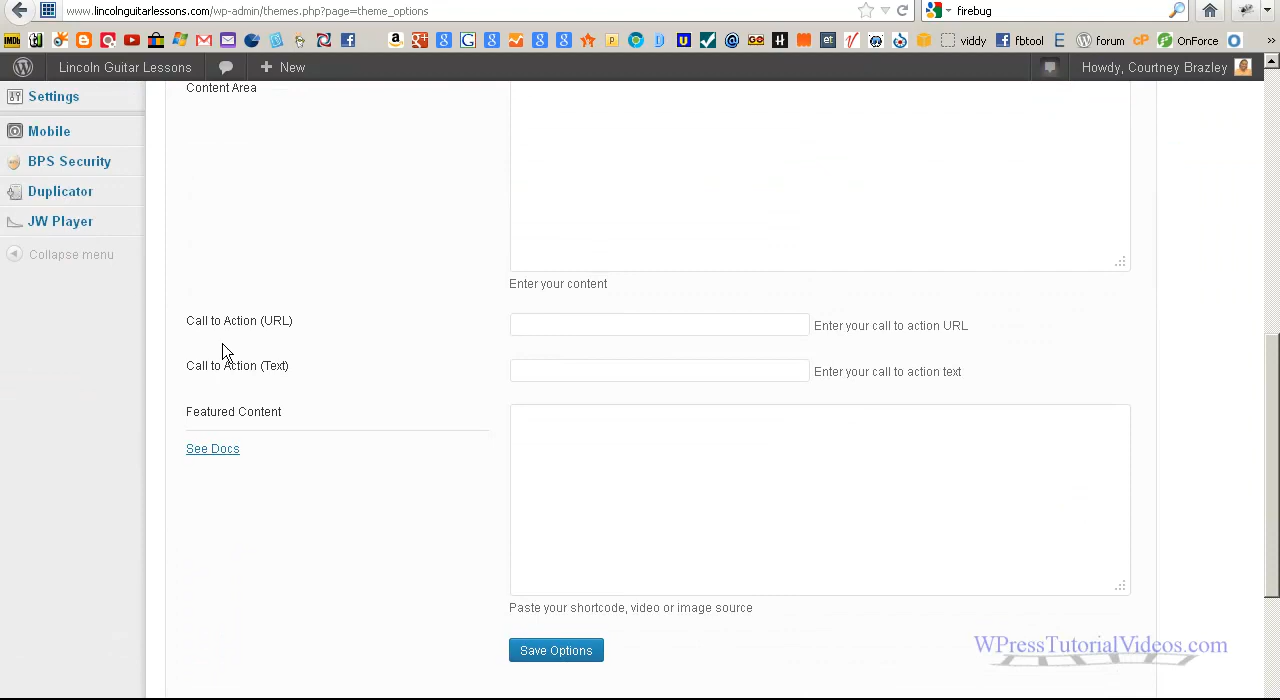 www.lincolnguitarlessons.com/wp-admin/themes.php?page=theme_options
firebug
viddy
fbtool
forum
OnForce
Lincoln Guitar Lessons
New
Howdy, Courtney Brazley
Settings
Mobile
BPS Security
Duplicator
JW Player
Collapse menu
Content Area
Enter your content
Call to Action (URL)
Enter your call to action URL
Call to Action (Text)
Enter your call to action text
Featured Content
See Docs
Paste your shortcode, video or image source
Save Options
WPressTutorialVideos.com